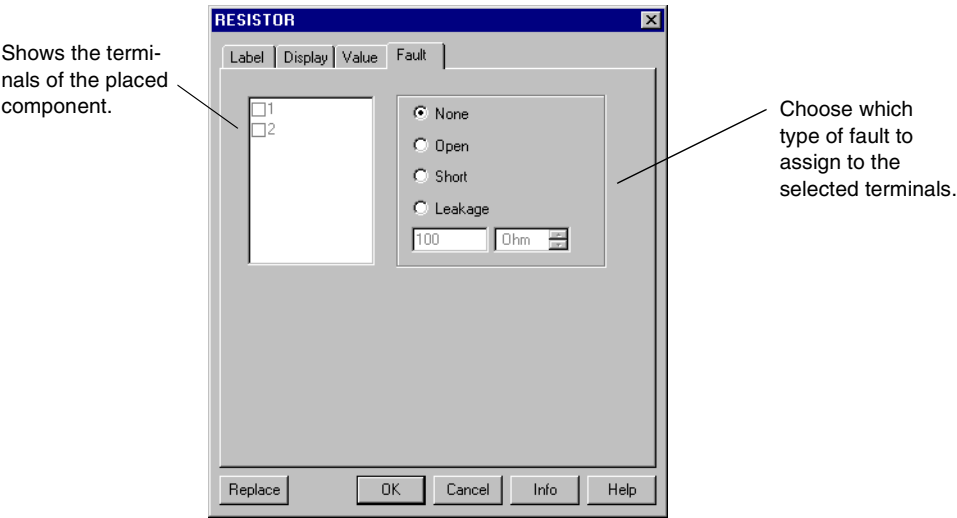 RESISTOR
Label Display Value Fault
Shows the termi-
nals of the placed
component.
1
2
None
Open
Short
Leakage
100 Ohm
Choose which
type of fault to
assign to the
selected terminals.
Replace OK Cancel Info Help